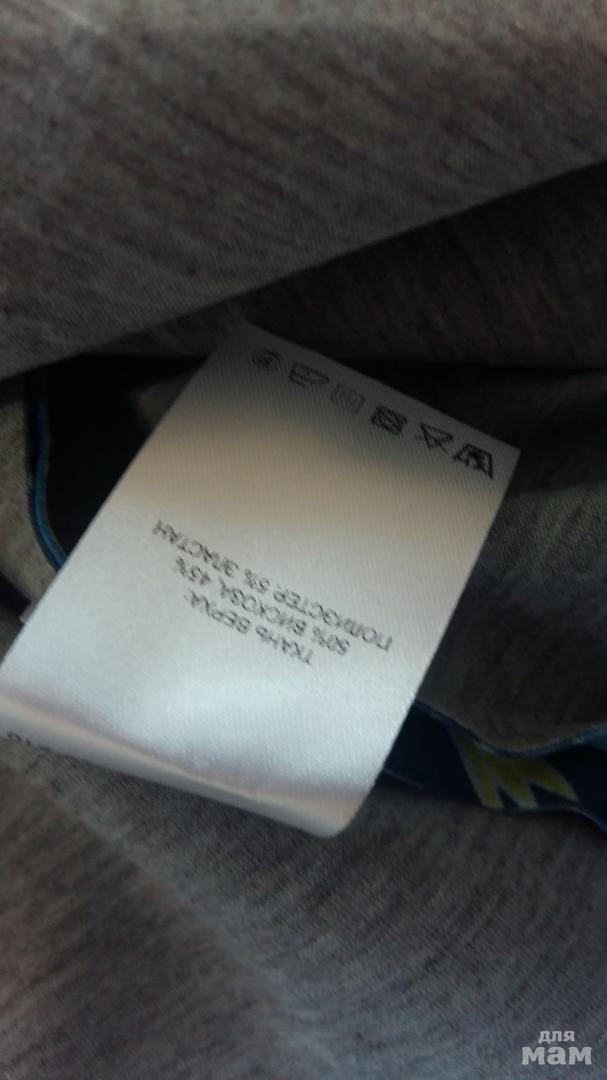 ТКАНЬ ВЕРХА:
50% ВИСКОЗА, 45%
ПОЛИЭСТЕР, 5% ЭЛАСТАН
для
мам